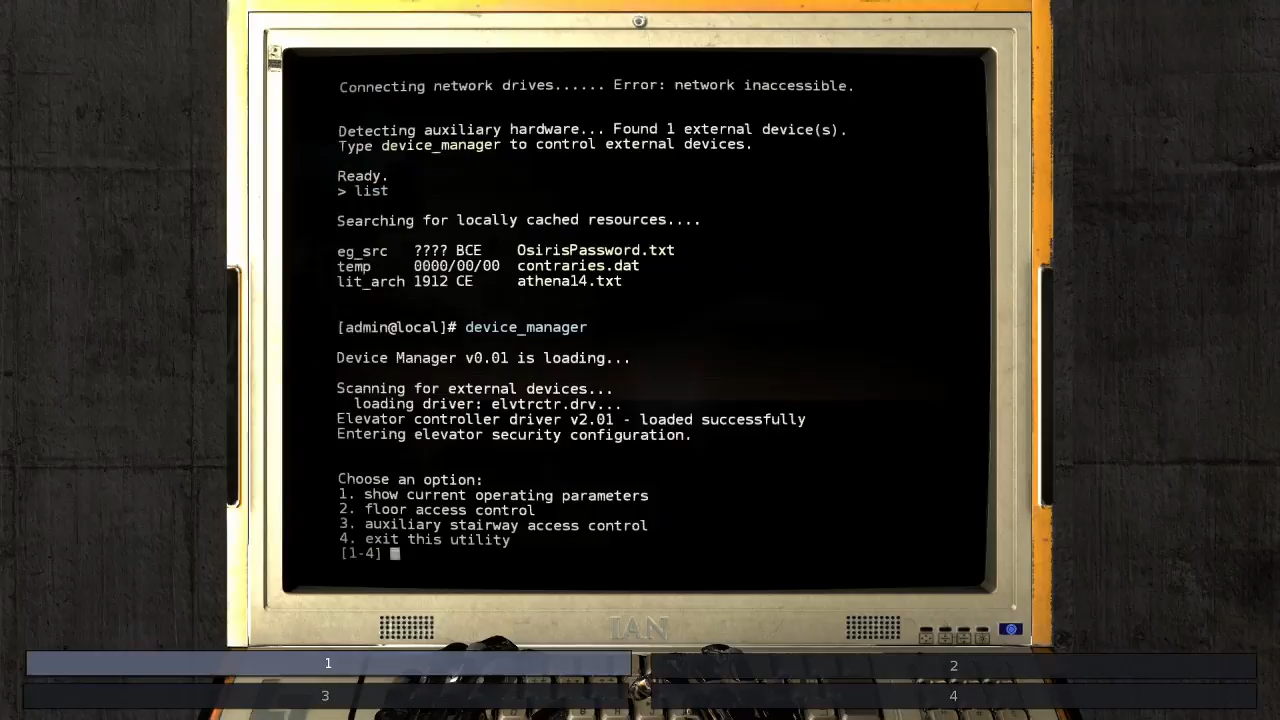 Connecting network drives...... Error: network inaccessible.
Detecting auxiliary hardware... Found 1 external device(s).
Type device_manager to control external devices.
Ready.
> list
Searching for locally cached resources....
eg_src ???? BCE OsirisPassword.txt
temp 0000/00/00 contraries.dat
lit_arch 1912 CE athena14.txt
[admin@local]# device_manager
Device Manager v0.01 is loading...
Scanning for external devices...
loading driver: elvtrctr.drv...
Elevator controller driver v2.01 - loaded successfully
Entering elevator security configuration.
Choose an option:
1. show current operating parameters
2. floor access control
3. auxiliary stairway access control
4. exit this utility
[1-4]
IAN
1 2
3 4